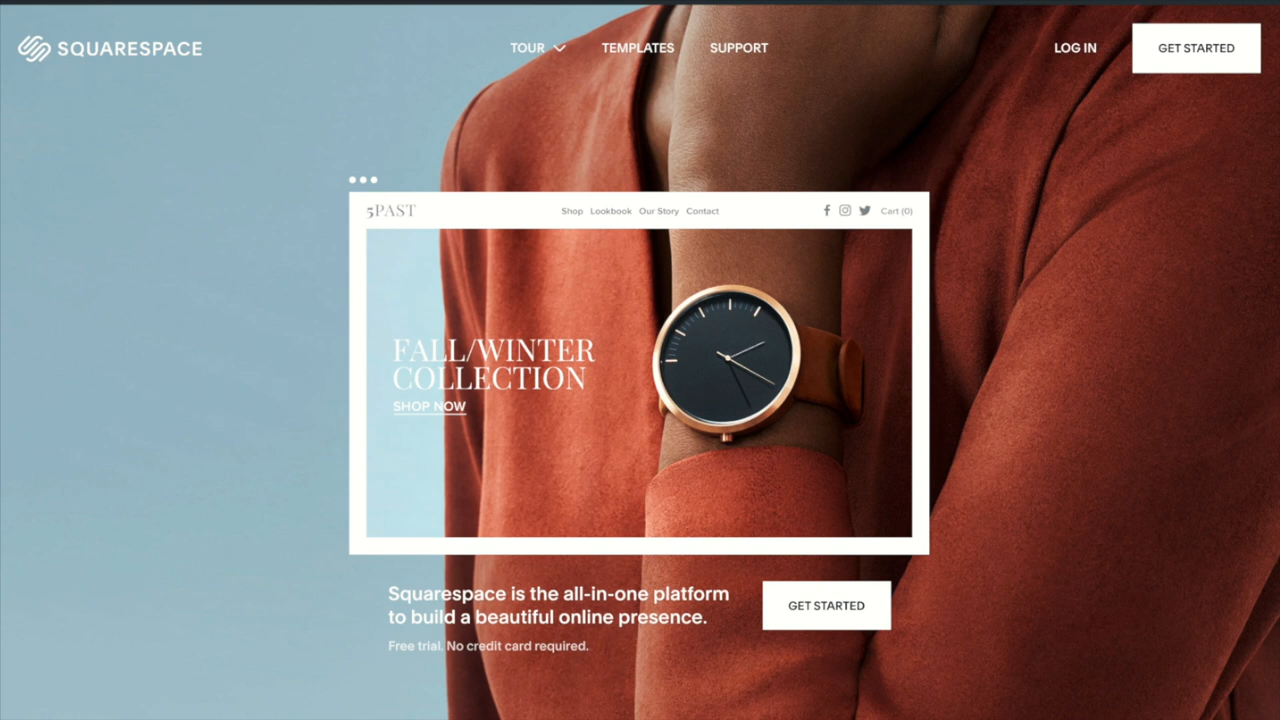 SQUARESPACE
TOUR
TEMPLATES
SUPPORT
LOG IN
GET STARTED
5PAST
Shop Lookbook Our Story Contact
Cart (0)
FALL/WINTER
COLLECTION
SHOP NOW
Squarespace is the all-in-one platform
to build a beautiful online presence.
Free trial. No credit card required.
GET STARTED